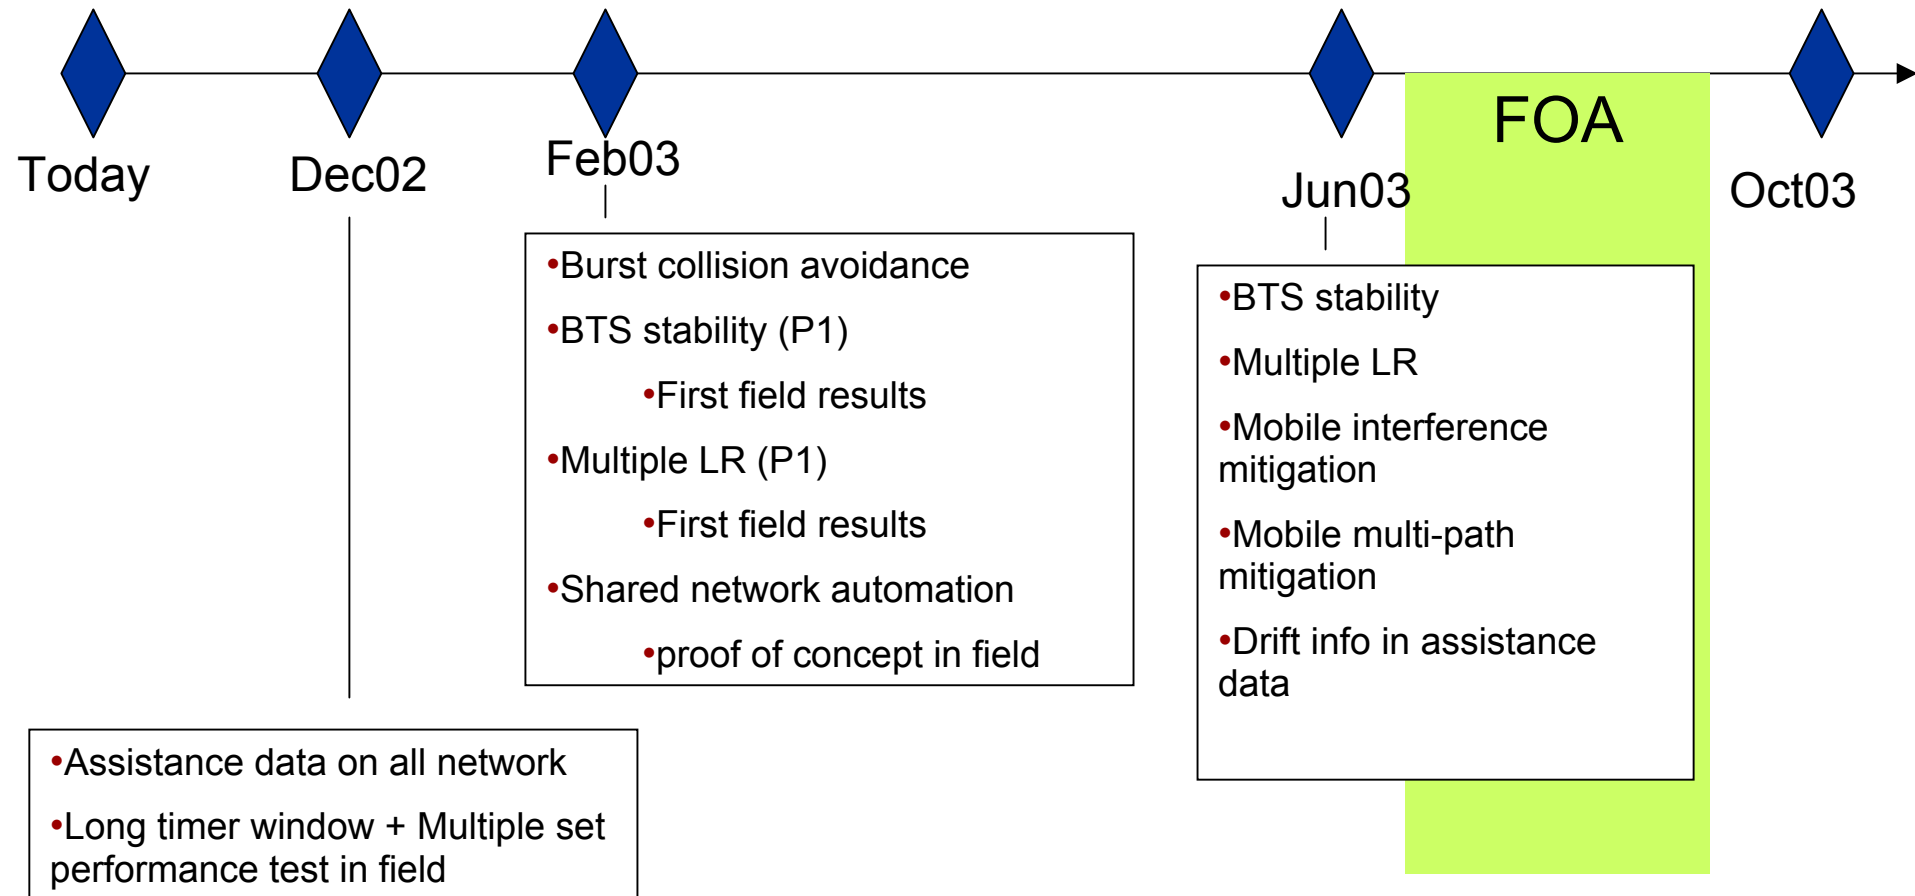 FOA
Today
Dec02
Feb03
Jun03
Oct03
•Burst collision avoidance
•BTS stability (P1)
•First field results
•Multiple LR (P1)
•First field results
•Shared network automation
•proof of concept in field
•BTS stability
•Multiple LR
•Mobile interference
mitigation
•Mobile multi-path
mitigation
•Drift info in assistance
data
•Assistance data on all network
•Long timer window + Multiple set
performance test in field